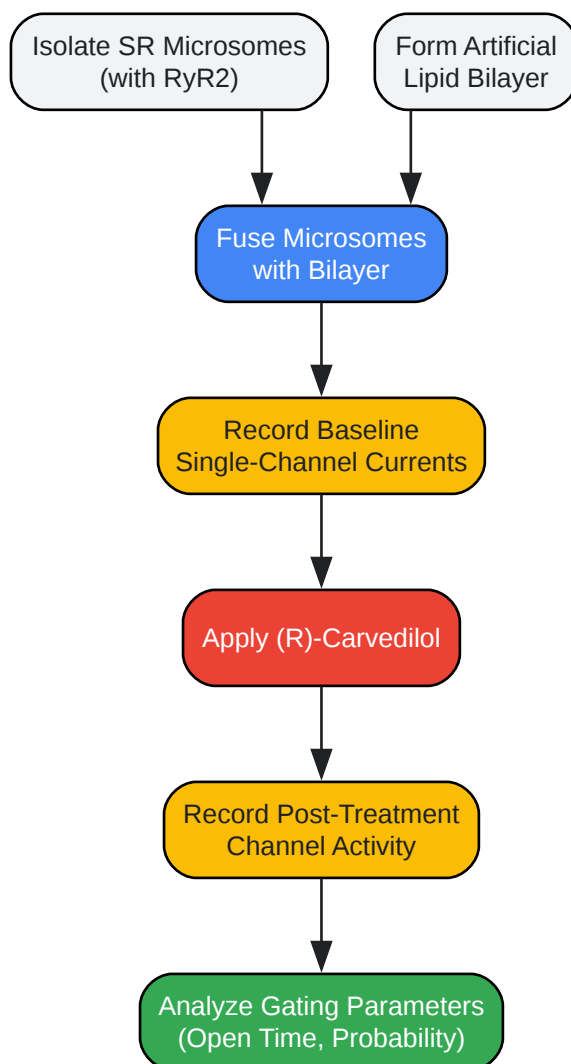 Isolate SR Microsomes
(with RyR2)
Form Artificial
Lipid Bilayer
Fuse Microsomes
with Bilayer
Record Baseline
Single-Channel Currents
Apply (R)-Carvedilol
Record Post-Treatment
Channel Activity
Analyze Gating Parameters
(Open Time, Probability)